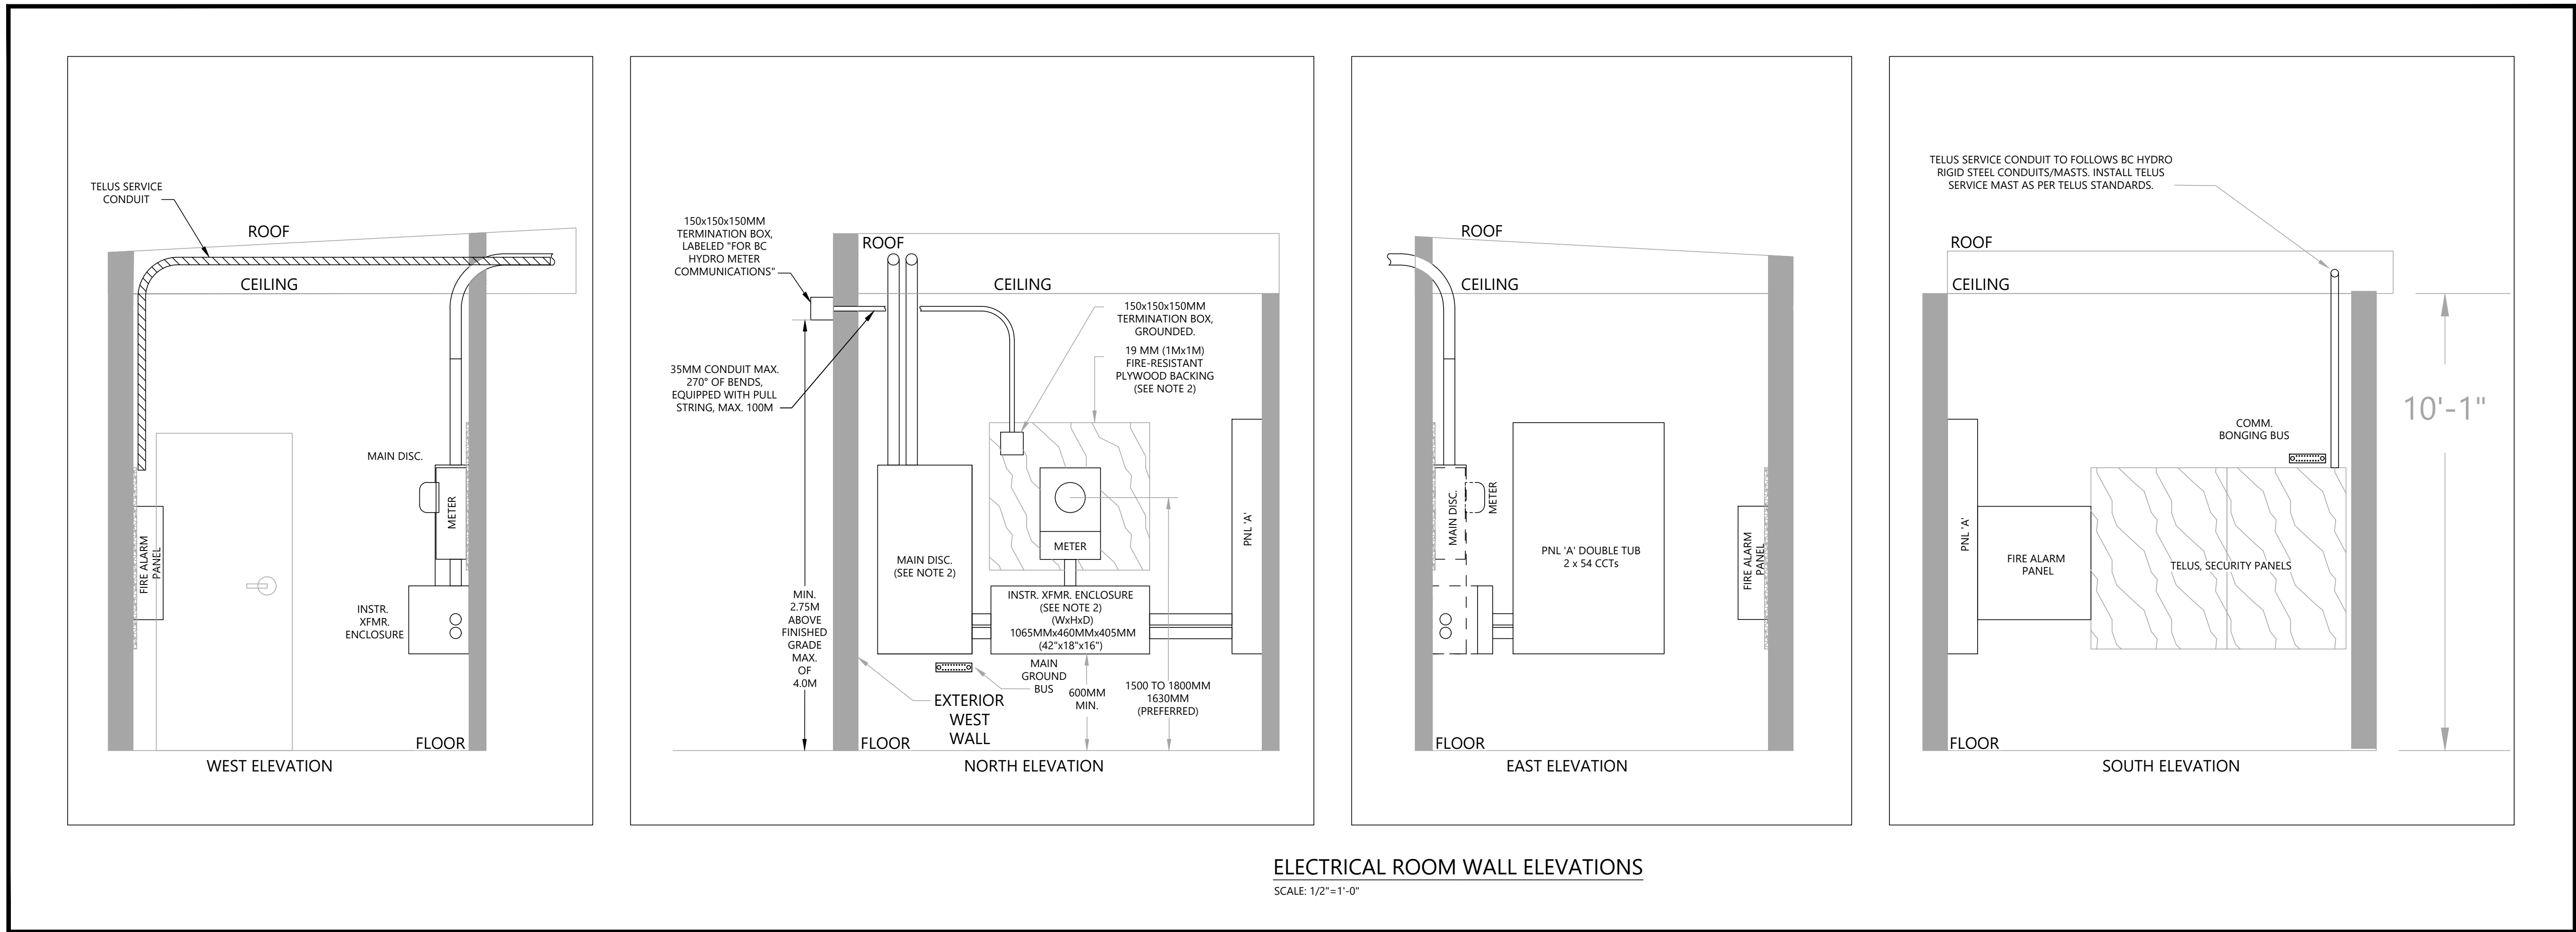 TELUS SERVICE
CONDUIT
ROOF
CEILING
MAIN DISC.
METER
FIRE ALARM
PANEL
INSTR.
XFMR.
ENCLOSURE
FLOOR
WEST ELEVATION
150x150x150MM
TERMINATION BOX,
LABELED "FOR BC
HYDRO METER
COMMUNICATIONS"
ROOF
CEILING
150x150x150MM
TERMINATION BOX,
GROUNDED.
19 MM (1Mx1M)
FIRE-RESISTANT
PLYWOOD BACKING
(SEE NOTE 2)
35MM CONDUIT MAX.
270° OF BENDS,
EQUIPPED WITH PULL
STRING, MAX. 100M
METER
MAIN DISC.
(SEE NOTE 2)
PNL 'A'
INSTR. XFMR. ENCLOSURE
(SEE NOTE 2)
(WxHxD)
1065MMx460MMx405MM
(42"x18"x16")
MIN.
2.75M
ABOVE
FINISHED
GRADE
MAX.
OF
4.0M
MAIN
GROUND
BUS
600MM
MIN.
1500 TO 1800MM
1630MM
(PREFERRED)
EXTERIOR
WEST
WALL
FLOOR
NORTH ELEVATION
ROOF
CEILING
MAIN DISC.
METER
PNL 'A' DOUBLE TUB
2 x 54 CCTs
FIRE ALARM
PANEL
FLOOR
EAST ELEVATION
TELUS SERVICE CONDUIT TO FOLLOWS BC HYDRO
RIGID STEEL CONDUITS/MASTS. INSTALL TELUS
SERVICE MAST AS PER TELUS STANDARDS.
ROOF
CEILING
10'-1"
COMM.
BONGING BUS
PNL 'A'
FIRE ALARM
PANEL
TELUS, SECURITY PANELS
FLOOR
SOUTH ELEVATION
ELECTRICAL ROOM WALL ELEVATIONS
SCALE: 1/2"=1'-0"